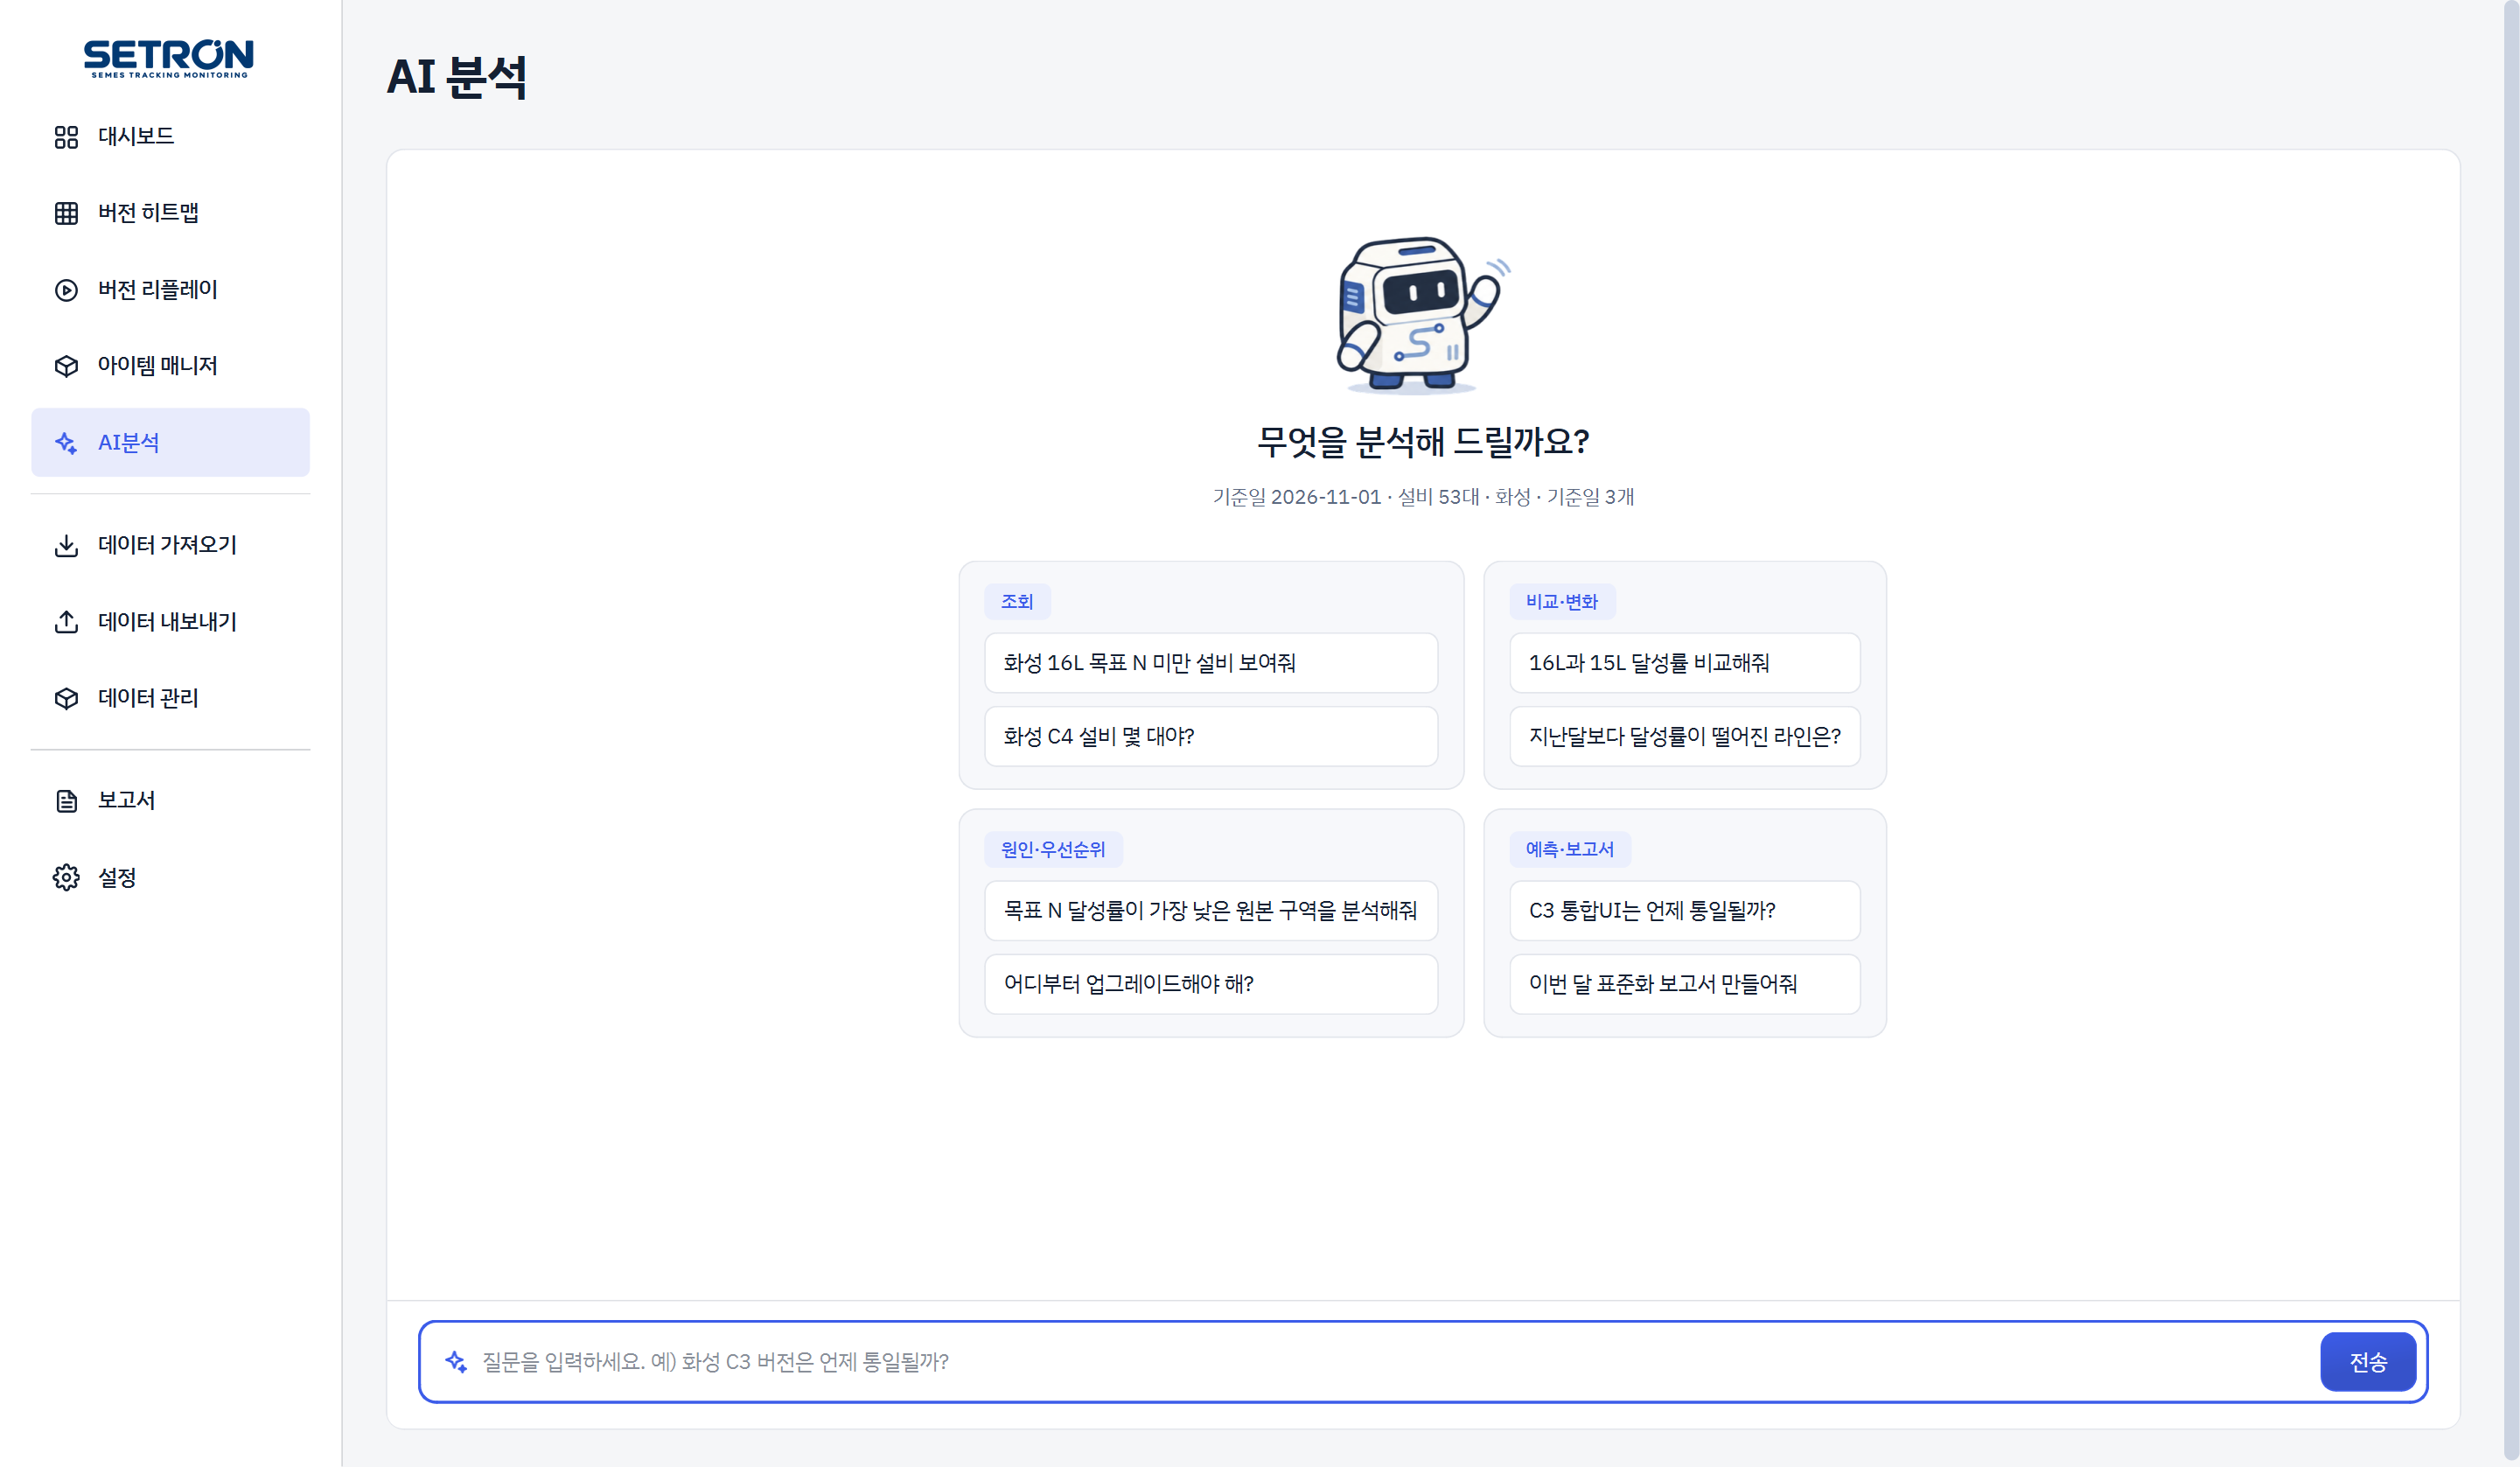 SETRON
SEMES TRACKING MONITORING
대시보드
버전 히트맵
버전 리플레이
아이템 매니저
AI분석
데이터 가져오기
데이터 내보내기
데이터 관리
보고서
설정
AI 분석
무엇을 분석해 드릴까요?
기준일 2026-11-01 · 설비 53대 · 화성 · 기준일 3개
조회
화성 16L 목표 N 미만 설비 보여줘
화성 C4 설비 몇 대야?
비교·변화
16L과 15L 달성률 비교해줘
지난달보다 달성률이 떨어진 라인은?
원인·우선순위
목표 N 달성률이 가장 낮은 원본 구역을 분석해줘
어디부터 업그레이드해야 해?
예측·보고서
C3 통합UI는 언제 통일될까?
이번 달 표준화 보고서 만들어줘
질문을 입력하세요. 예) 화성 C3 버전은 언제 통일될까?
전송